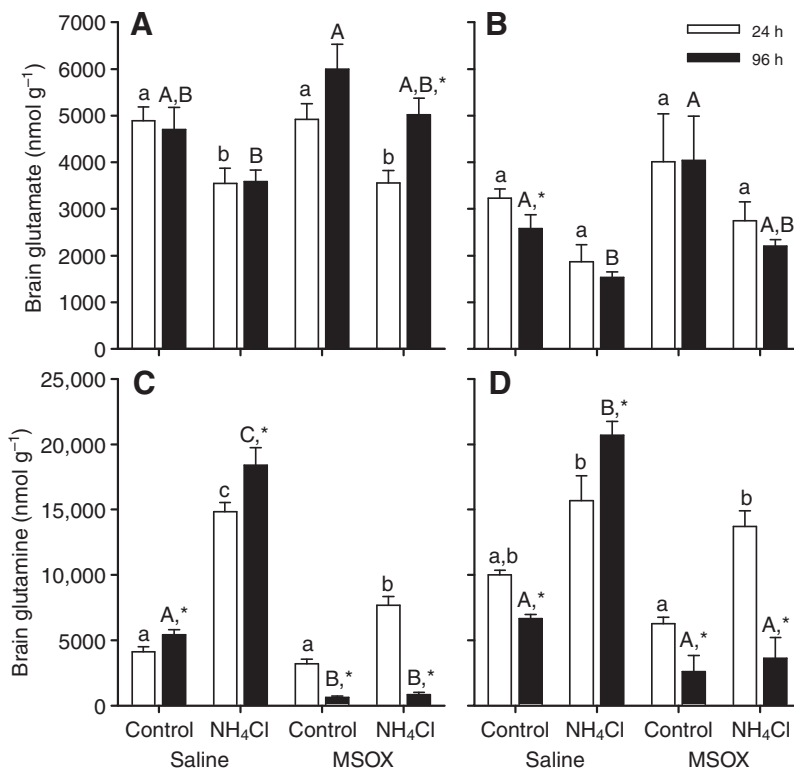 A
B
24 h
96 h
Brain glutamate (nmol g⁻¹)
7000
6000
5000
4000
3000
2000
1000
0
a A,B b B a A b A,B,*
a A,* a B a A a A,B
C
D
Brain glutamine (nmol g⁻¹)
25,000
20,000
15,000
10,000
5000
0
a A,* c C,* a B,* b B,*
a,b A,* b B,* a A,* b A,*
Control NH₄Cl Control NH₄Cl Control NH₄Cl Control NH₄Cl
Saline MSOX Saline MSOX